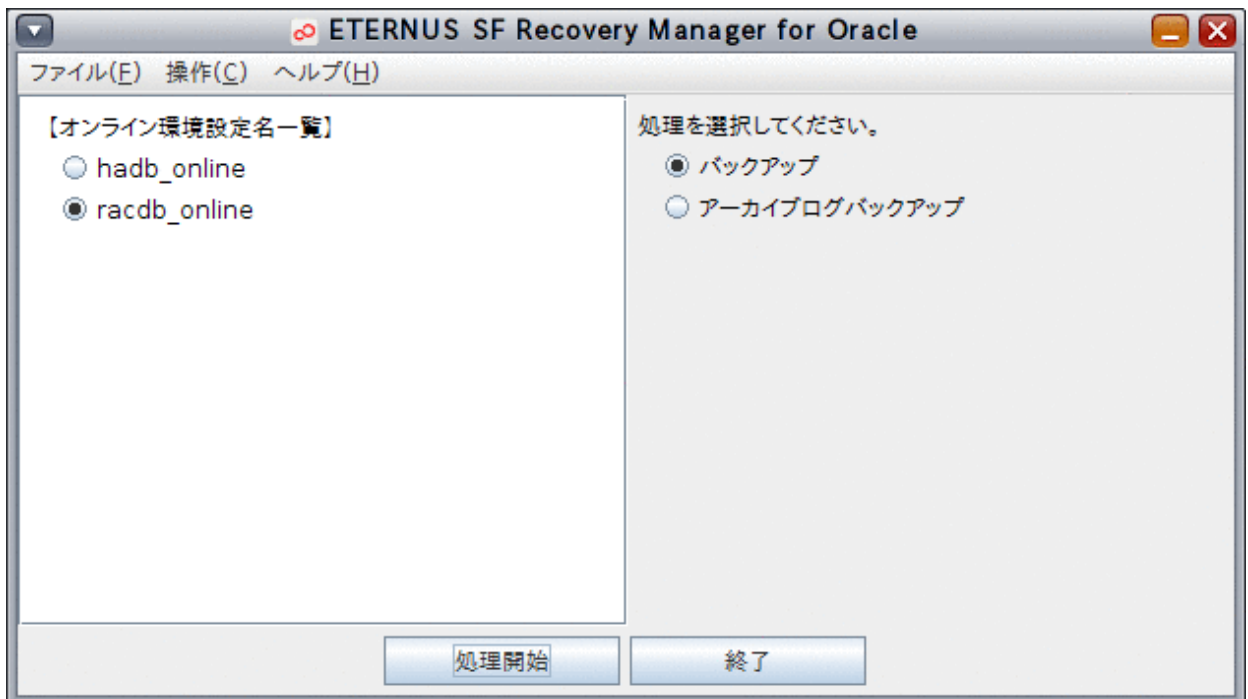 ETERNUS SF Recovery Manager for Oracle
ファイル(F) 操作(C) ヘルプ(H)
【オンライン環境設定名一覧】
hadb_online
racdb_online
処理を選択してください。
バックアップ
アーカイブログバックアップ
処理開始
終了